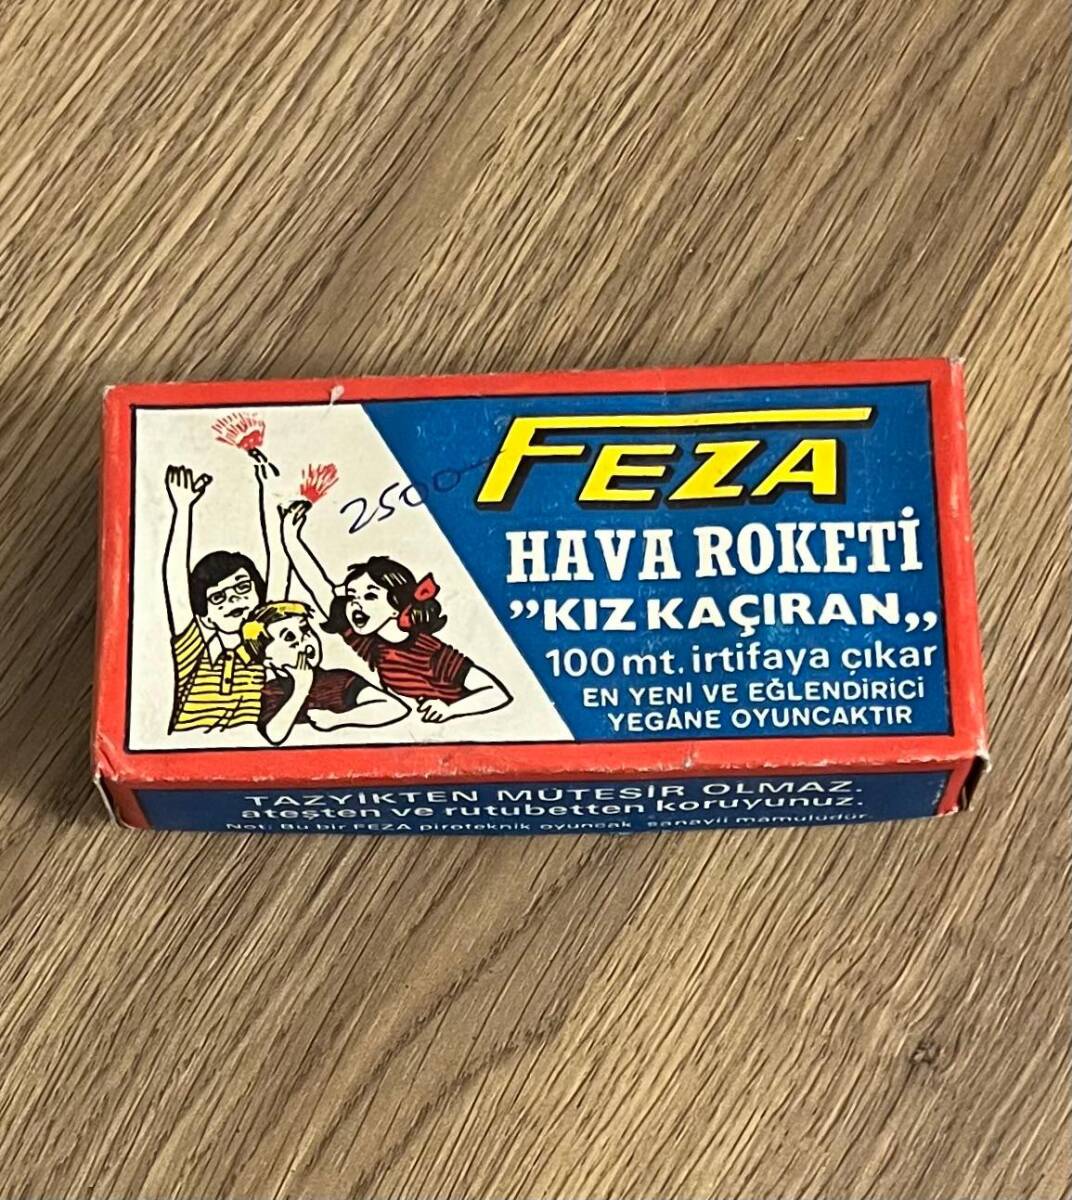 2500-
FEZA
HAVA ROKETİ
"KIZ KAÇIRAN„
100 mt. irtifaya çıkar
EN YENİ VE EĞLENDİRİCİ
YEGÂNE OYUNCAKTIR
TAZYİKTEN MÜTESİR OLMAZ.
ateşten ve rutubetten koruyunuz.
Not: Bu bir FEZA piroteknik oyuncak sanayii mamulüdür.